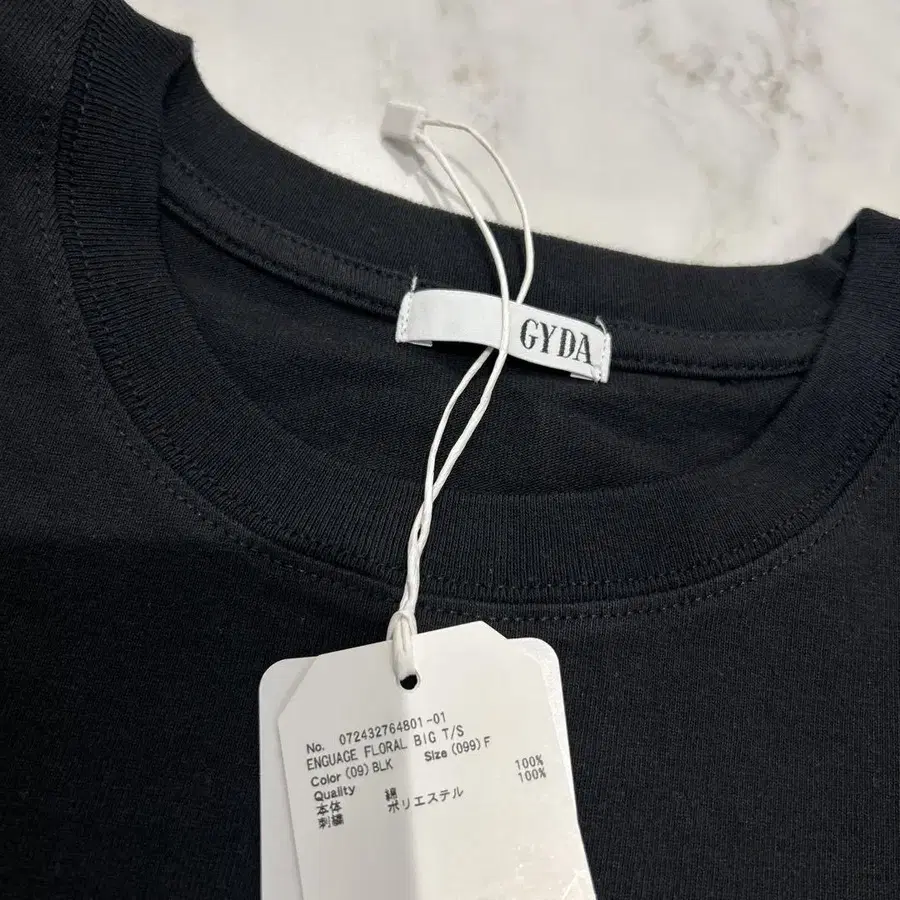 GYDA
No. 072432764801-01
ENGUAGE FLORAL BIG T/S
Color (09) BLK Size (099) F
Quality
本体 綿 100%
刺繍 ポリエステル 100%